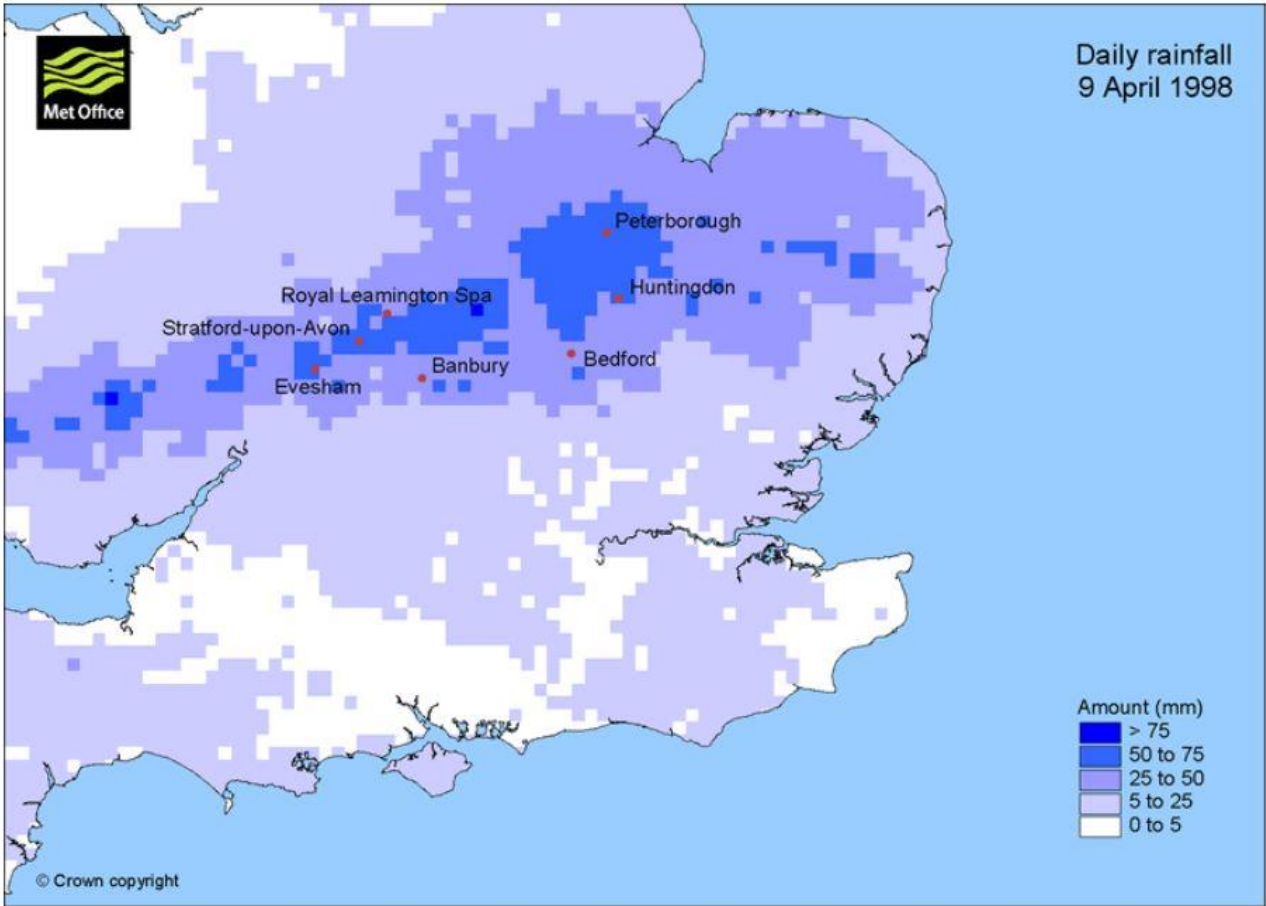 Met Office
Daily rainfall
9 April 1998
Peterborough
Huntingdon
Royal Leamington Spa
Stratford-upon-Avon
Bedford
Banbury
Evesham
Amount (mm)
> 75
50 to 75
25 to 50
5 to 25
0 to 5
© Crown copyright